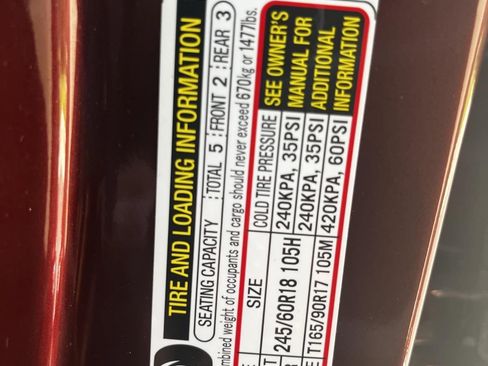 TIRE AND LOADING INFORMATION
SEATING CAPACITY TOTAL 5 FRONT 2 REAR 3
mbined weight of occupants and cargo should never exceed 670kg or 1477lbs.
SIZE COLD TIRE PRESSURE
245/60R18 105H 240KPA, 35PSI
240KPA, 35PSI
T165/90R17 105M 420KPA, 60PSI
SEE OWNER'S
MANUAL FOR
ADDITIONAL
INFORMATION